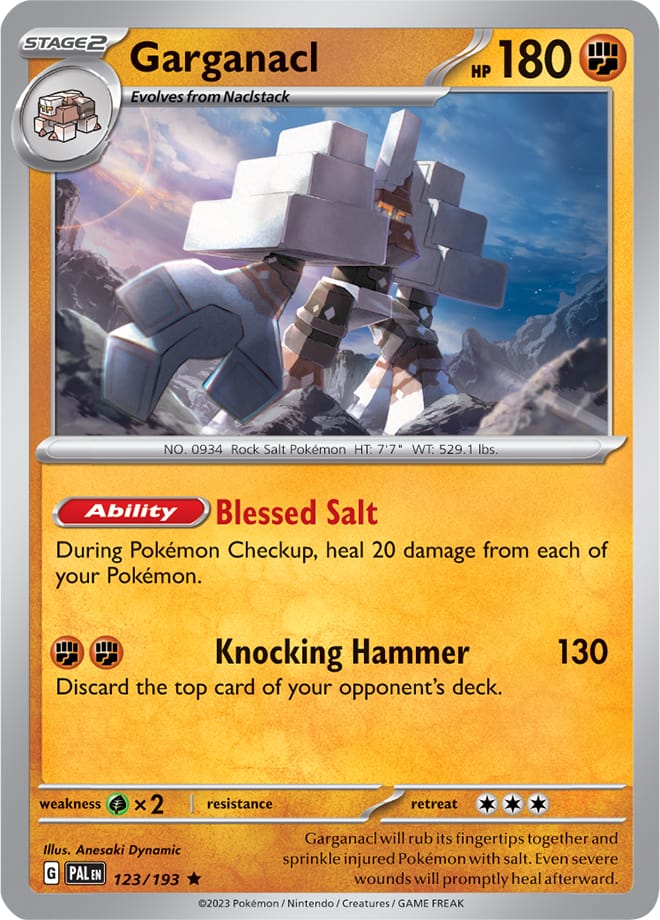 STAGE2
Garganacl
HP 180
Evolves from Naclstack
NO. 0934 Rock Salt Pokémon HT: 7'7" WT: 529.1 lbs.
Ability Blessed Salt
During Pokémon Checkup, heal 20 damage from each of
your Pokémon.
Knocking Hammer 130
Discard the top card of your opponent's deck.
weakness ×2 resistance retreat
Illus. Anesaki Dynamic
G PAL EN 123/193 ★
Garganacl will rub its fingertips together and
sprinkle injured Pokémon with salt. Even severe
wounds will promptly heal afterward.
©2023 Pokémon / Nintendo / Creatures / GAME FREAK